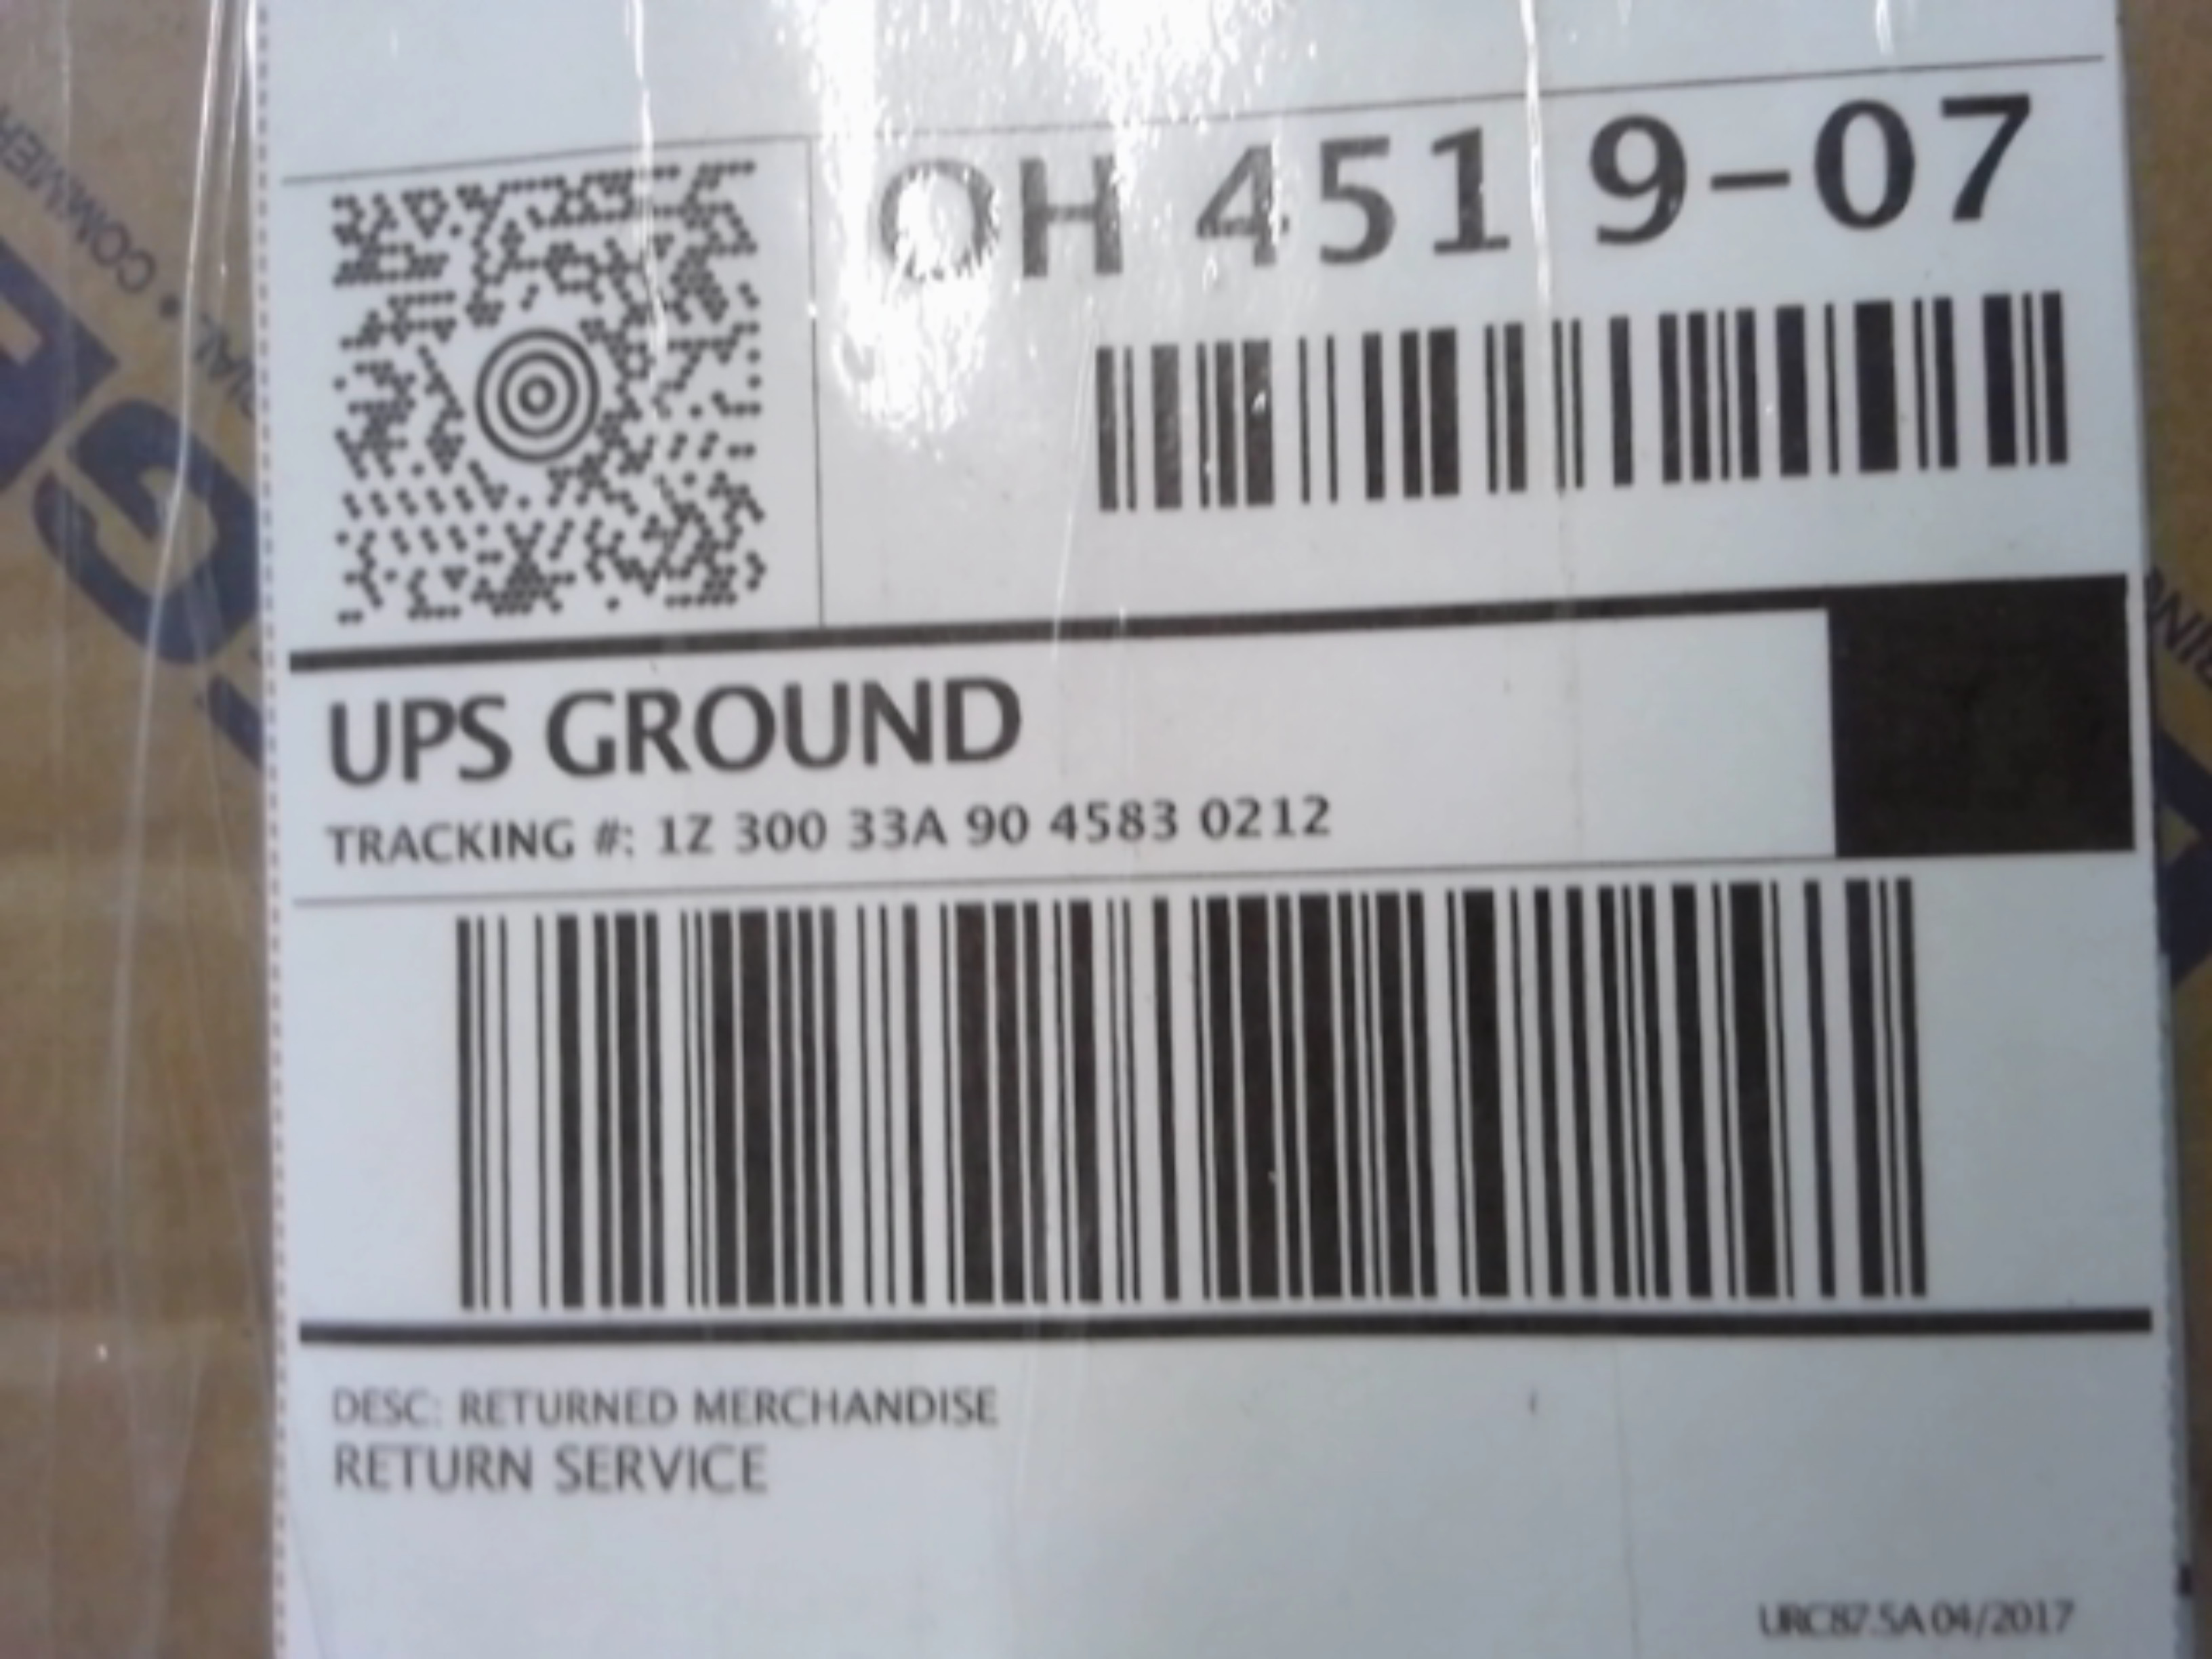 OH 451 9-07
UPS GROUND
TRACKING #: 1Z 300 33A 90 4583 0212
DESC: RETURNED MERCHANDISE
RETURN SERVICE
URC87.5A 04/2017